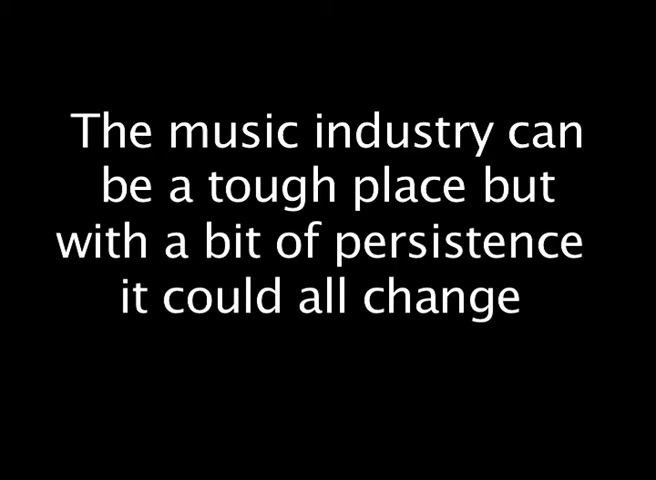 The music industry can
be a tough place but
with a bit of persistence
it could all change